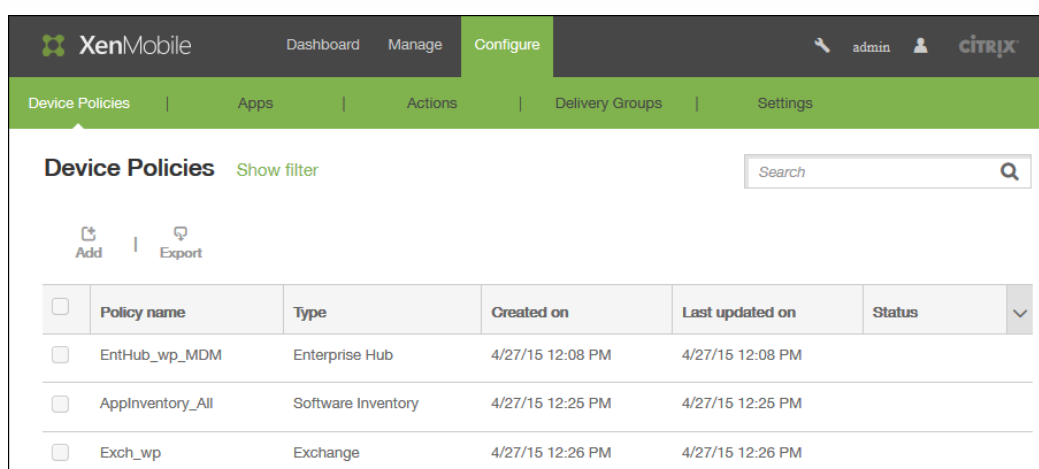 XenMobile Dashboard Manage Configure admin CITRIX
Device Policies | Apps | Actions | Delivery Groups | Settings
Device Policies Show filter Search
Add | Export
Policy name Type Created on Last updated on Status
EntHub_wp_MDM Enterprise Hub 4/27/15 12:08 PM 4/27/15 12:08 PM
AppInventory_All Software Inventory 4/27/15 12:25 PM 4/27/15 12:25 PM
Exch_wp Exchange 4/27/15 12:26 PM 4/27/15 12:26 PM